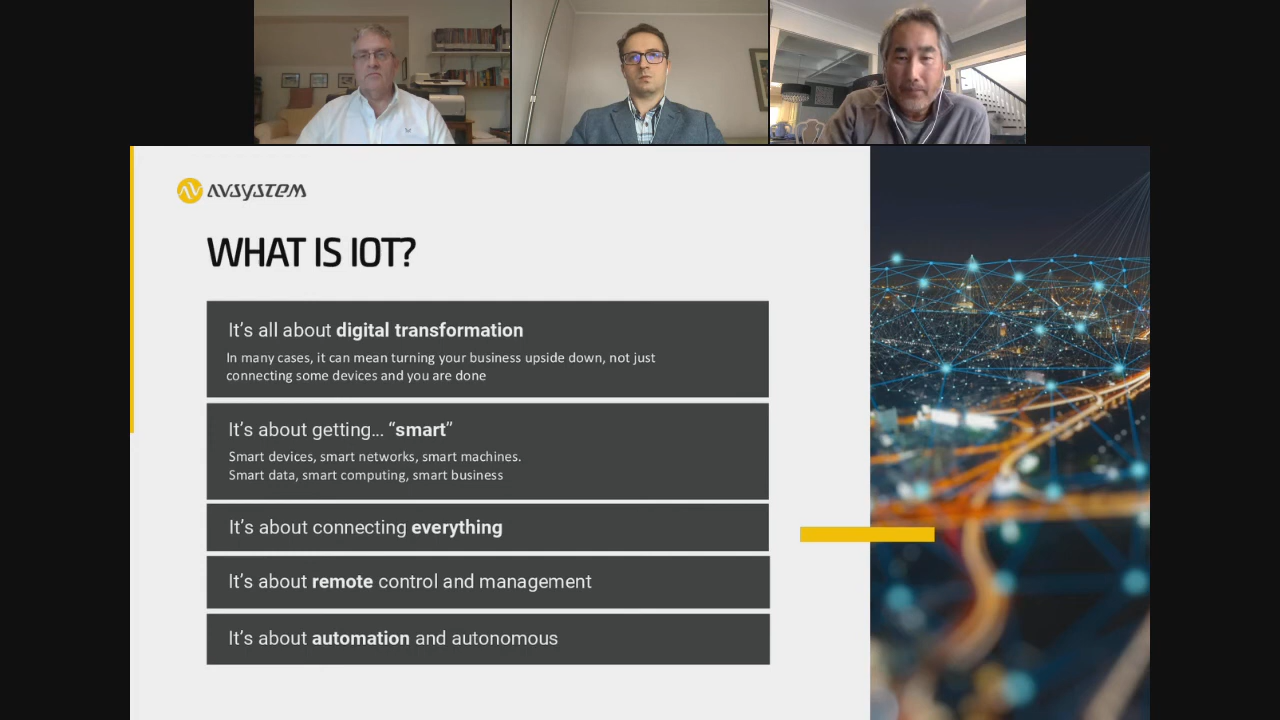 AVSYSTEM
WHAT IS IOT?
It's all about digital transformation
In many cases, it can mean turning your business upside down, not just
connecting some devices and you are done
It's about getting... “smart”
Smart devices, smart networks, smart machines.
Smart data, smart computing, smart business
It's about connecting everything
It's about remote control and management
It's about automation and autonomous